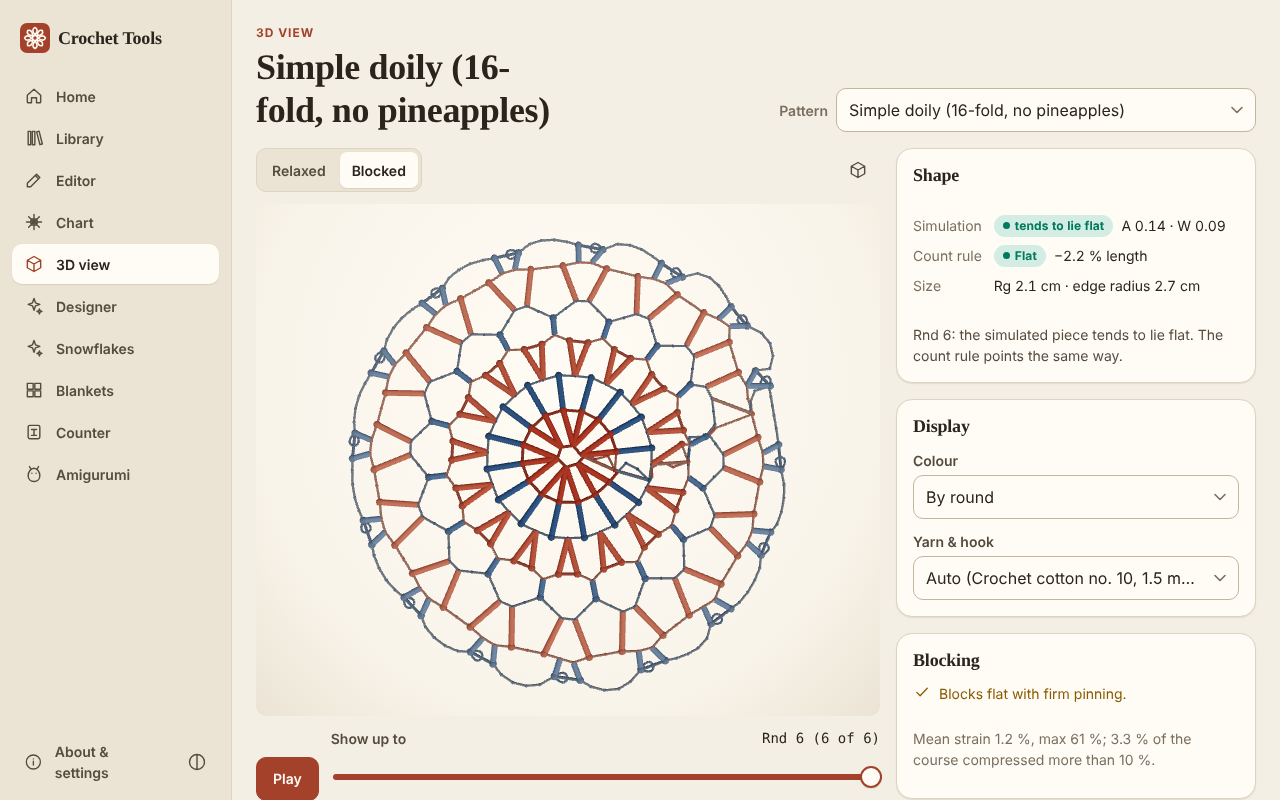 Crochet Tools
Home
Library
Editor
Chart
3D view
Designer
Snowflakes
Blankets
Counter
Amigurumi
About &
settings
3D VIEW
Simple doily (16-
fold, no pineapples)
Pattern
Simple doily (16-fold, no pineapples)
Relaxed
Blocked
Show up to
Rnd 6 (6 of 6)
Play
Shape
Simulation
tends to lie flat
A 0.14 · W 0.09
Count rule
Flat
−2.2 % length
Size
Rg 2.1 cm · edge radius 2.7 cm
Rnd 6: the simulated piece tends to lie flat. The
count rule points the same way.
Display
Colour
By round
Yarn & hook
Auto (Crochet cotton no. 10, 1.5 m…
Blocking
Blocks flat with firm pinning.
Mean strain 1.2 %, max 61 %; 3.3 % of the
course compressed more than 10 %.